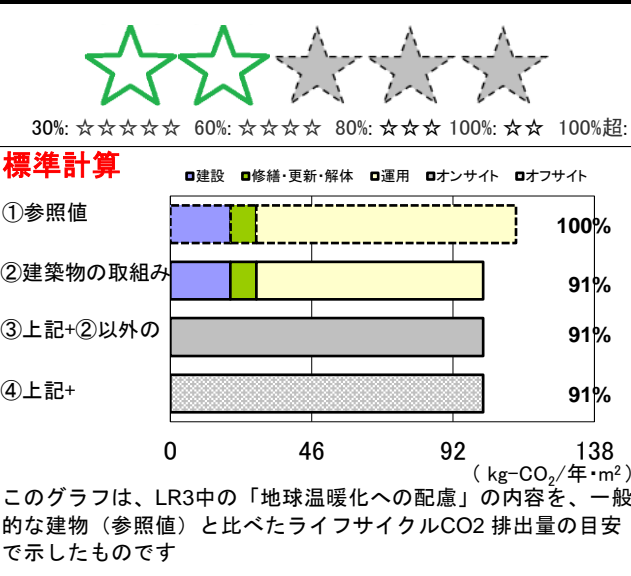 30%: ☆☆☆☆☆ 60%: ☆☆☆☆ 80%: ☆☆☆ 100%: ☆☆ 100%超:
標準計算
■建設 ■修繕・更新・解体 ■運用 ■オンサイト ■オフサイト
①参照値 100%
②建築物の取組み 91%
③上記+②以外の 91%
④上記+ 91%
0 46 92 138
( kg-CO₂/年・m²)
このグラフは、LR3中の「地球温暖化への配慮」の内容を、一般
的な建物（参照値）と比べたライフサイクルCO2 排出量の目安
で示したものです